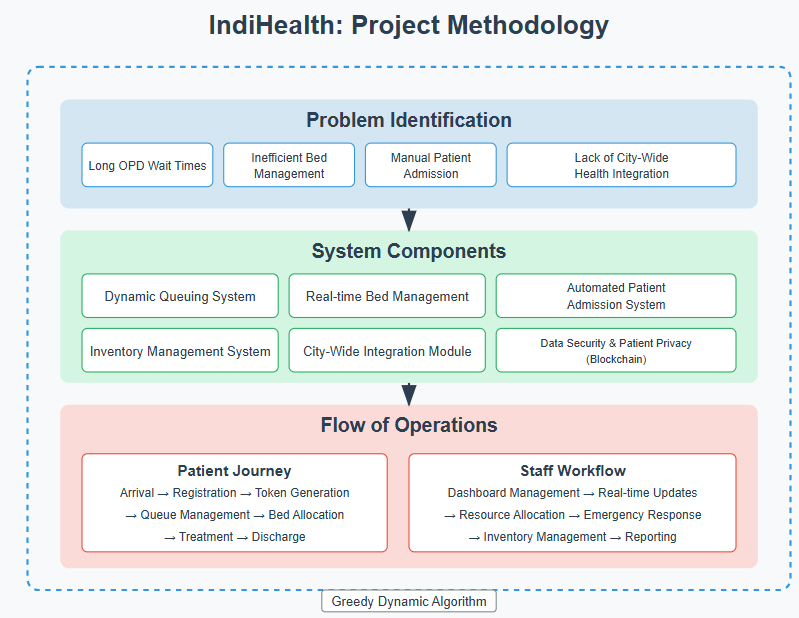 IndiHealth: Project Methodology
Problem Identification
Long OPD Wait Times
Inefficient Bed
Management
Manual Patient
Admission
Lack of City-Wide
Health Integration
System Components
Dynamic Queuing System
Real-time Bed Management
Automated Patient
Admission System
Inventory Management System
City-Wide Integration Module
Data Security & Patient Privacy
(Blockchain)
Flow of Operations
Patient Journey
Arrival → Registration → Token Generation
→ Queue Management → Bed Allocation
→ Treatment → Discharge
Staff Workflow
Dashboard Management → Real-time Updates
→ Resource Allocation → Emergency Response
→ Inventory Management → Reporting
Greedy Dynamic Algorithm